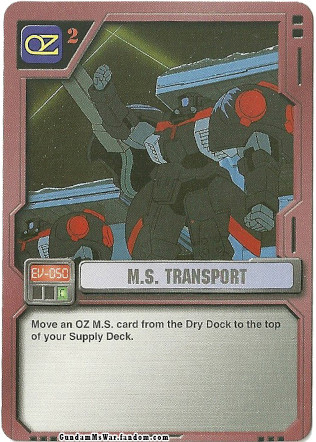 OZ 2
EV-050
C
M.S. TRANSPORT
Move an OZ M.S. card from the Dry Dock to the top
of your Supply Deck.
GundamMsWar.fandom.com